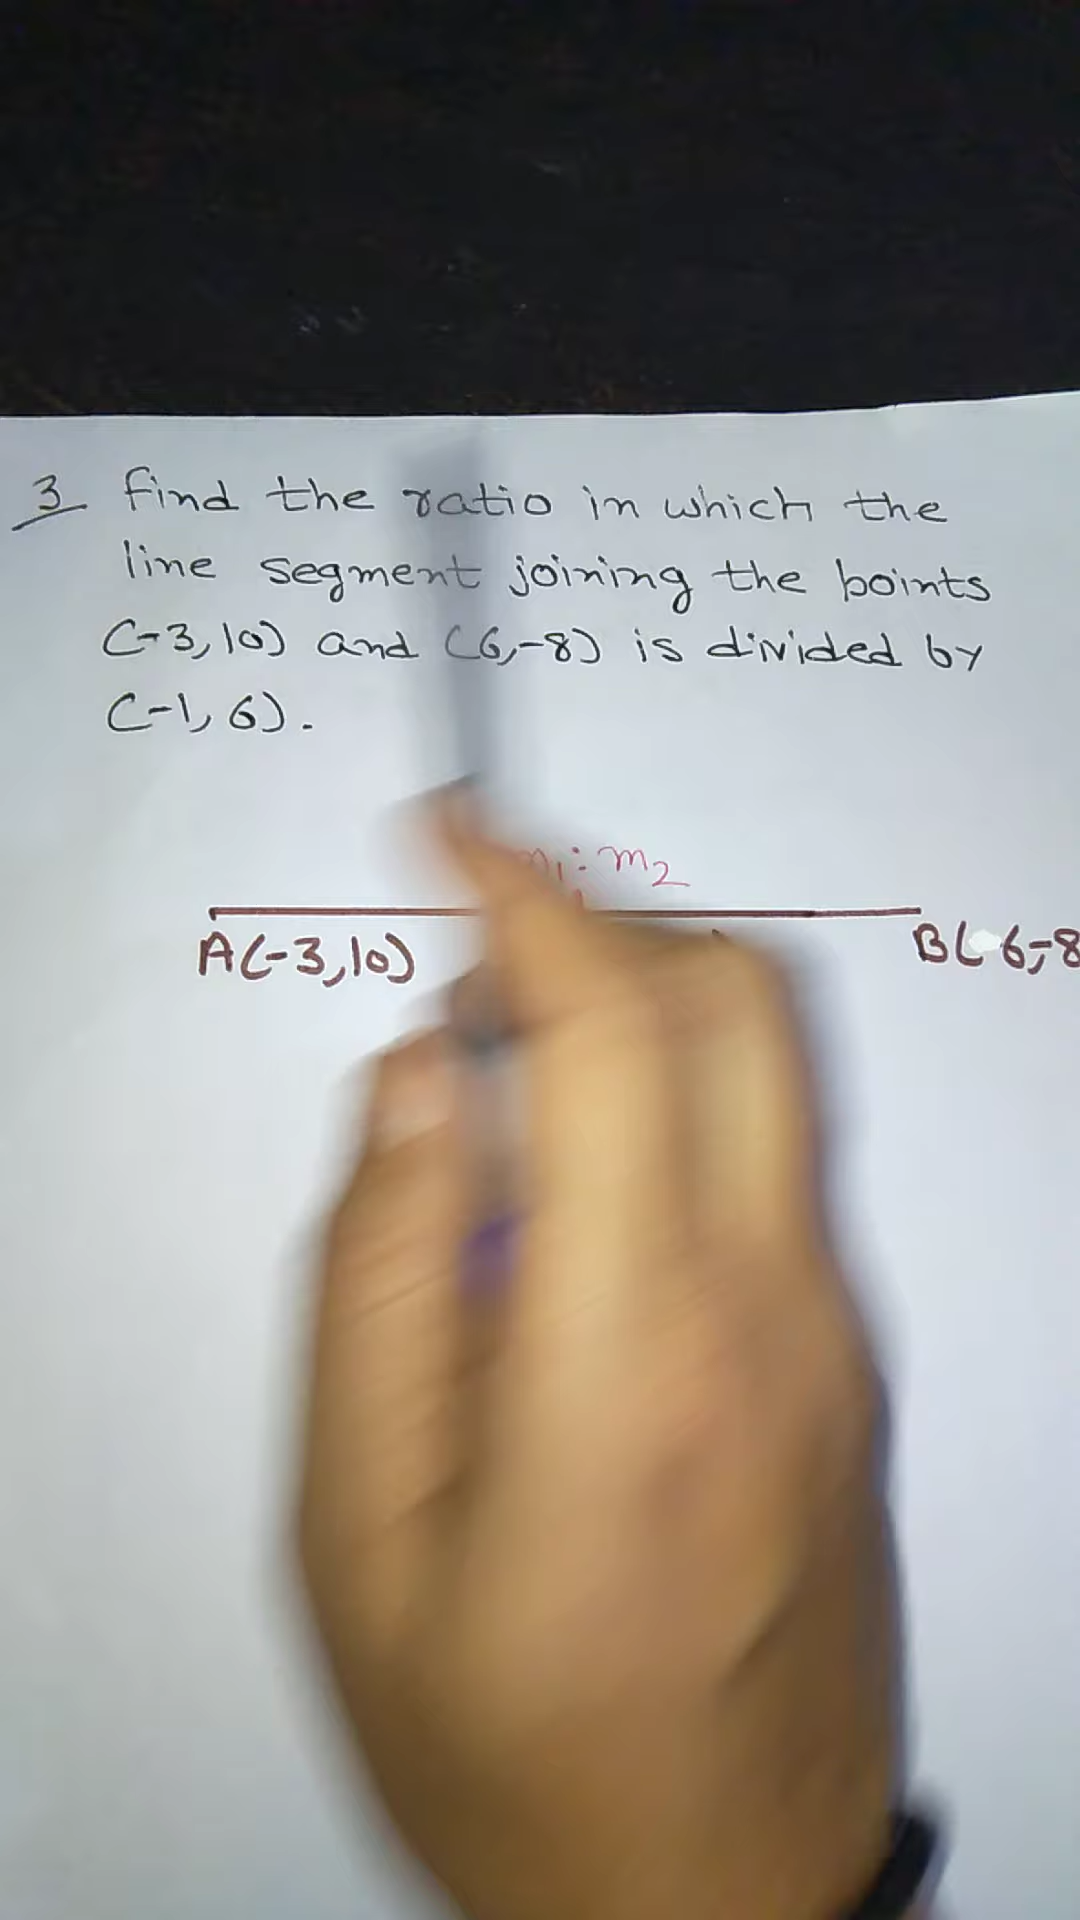 3 find the ratio in which the
line segment joining the points
(-3,10) and (6,-8) is divided by
(-1, 6).
: m2
A(-3,10)
B(6,-8